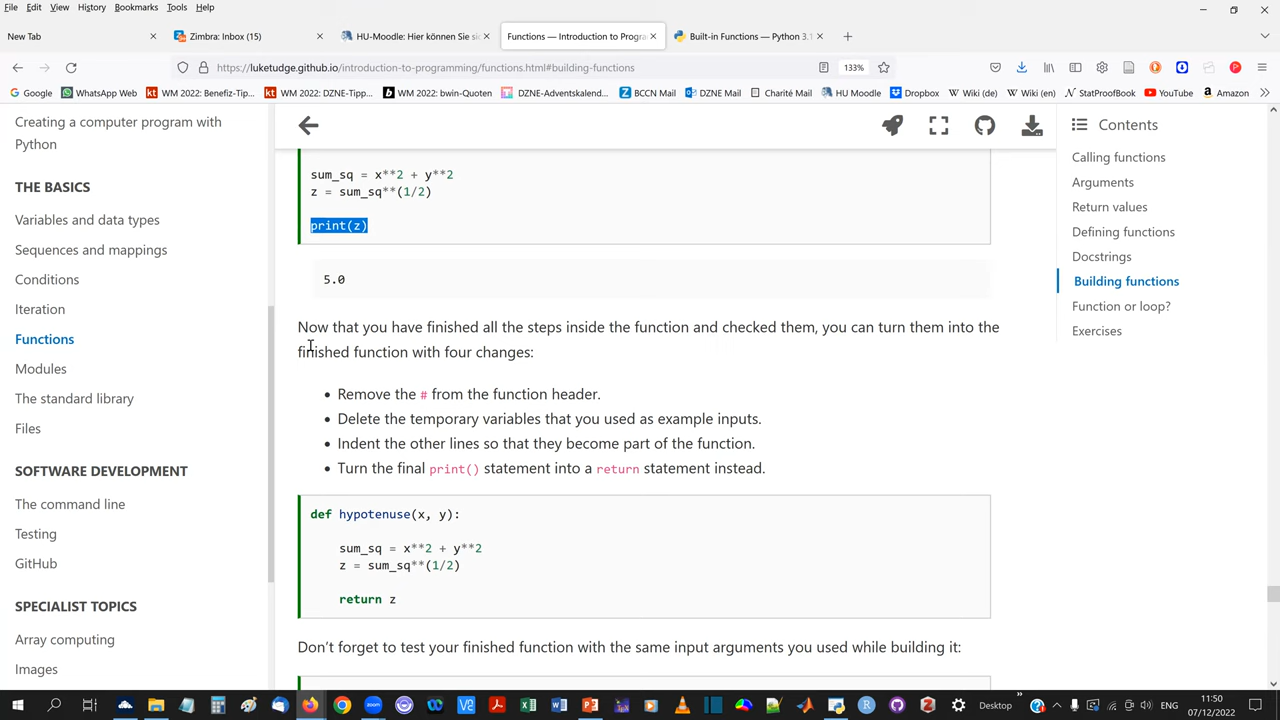 File Edit View History Bookmarks Tools Help
New Tab
Zimbra: Inbox (15)
HU-Moodle: Hier können Sie sic
Functions — Introduction to Progra
Built-in Functions — Python 3.1
https://luketudge.github.io/introduction-to-programming/functions.html#building-functions
133%
Google WhatsApp Web WM 2022: Benefiz-Tip... WM 2022: DZNE-Tipp... WM 2022: bwin-Quoten DZNE-Adventskalend... BCCN Mail DZNE Mail Charité Mail HU Moodle Dropbox Wiki (de) Wiki (en) StatProofBook YouTube Amazon
Creating a computer program with
Python
THE BASICS
Variables and data types
Sequences and mappings
Conditions
Iteration
Functions
Modules
The standard library
Files
SOFTWARE DEVELOPMENT
The command line
Testing
GitHub
SPECIALIST TOPICS
Array computing
Images
sum_sq = x**2 + y**2
z = sum_sq**(1/2)
print(z)
5.0
Now that you have finished all the steps inside the function and checked them, you can turn them into the
finished function with four changes:
• Remove the # from the function header.
• Delete the temporary variables that you used as example inputs.
• Indent the other lines so that they become part of the function.
• Turn the final print() statement into a return statement instead.
def hypotenuse(x, y):
sum_sq = x**2 + y**2
z = sum_sq**(1/2)
return z
Don’t forget to test your finished function with the same input arguments you used while building it:
Contents
Calling functions
Arguments
Return values
Defining functions
Docstrings
Building functions
Function or loop?
Exercises
Desktop
ENG
11:50
07/12/2022